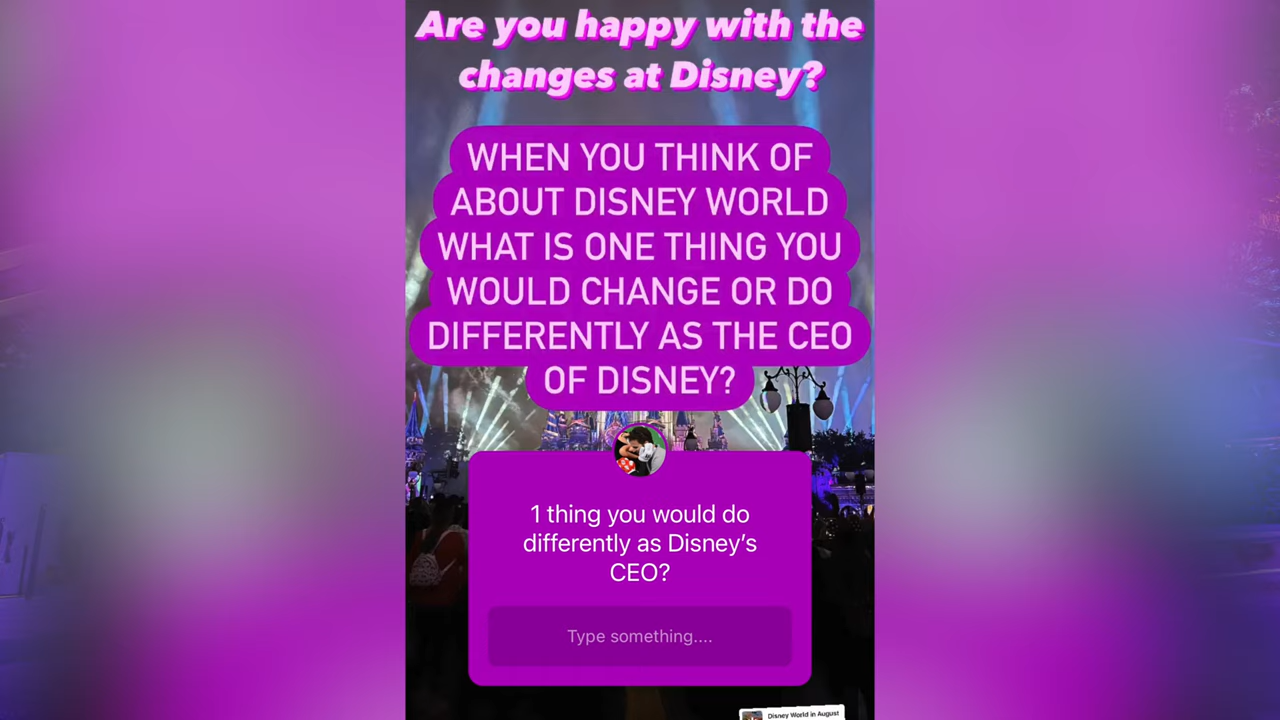 Are you happy with the
changes at Disney?
WHEN YOU THINK OF
ABOUT DISNEY WORLD
WHAT IS ONE THING YOU
WOULD CHANGE OR DO
DIFFERENTLY AS THE CEO
OF DISNEY?
1 thing you would do
differently as Disney's
CEO?
Type something....
Disney World in August